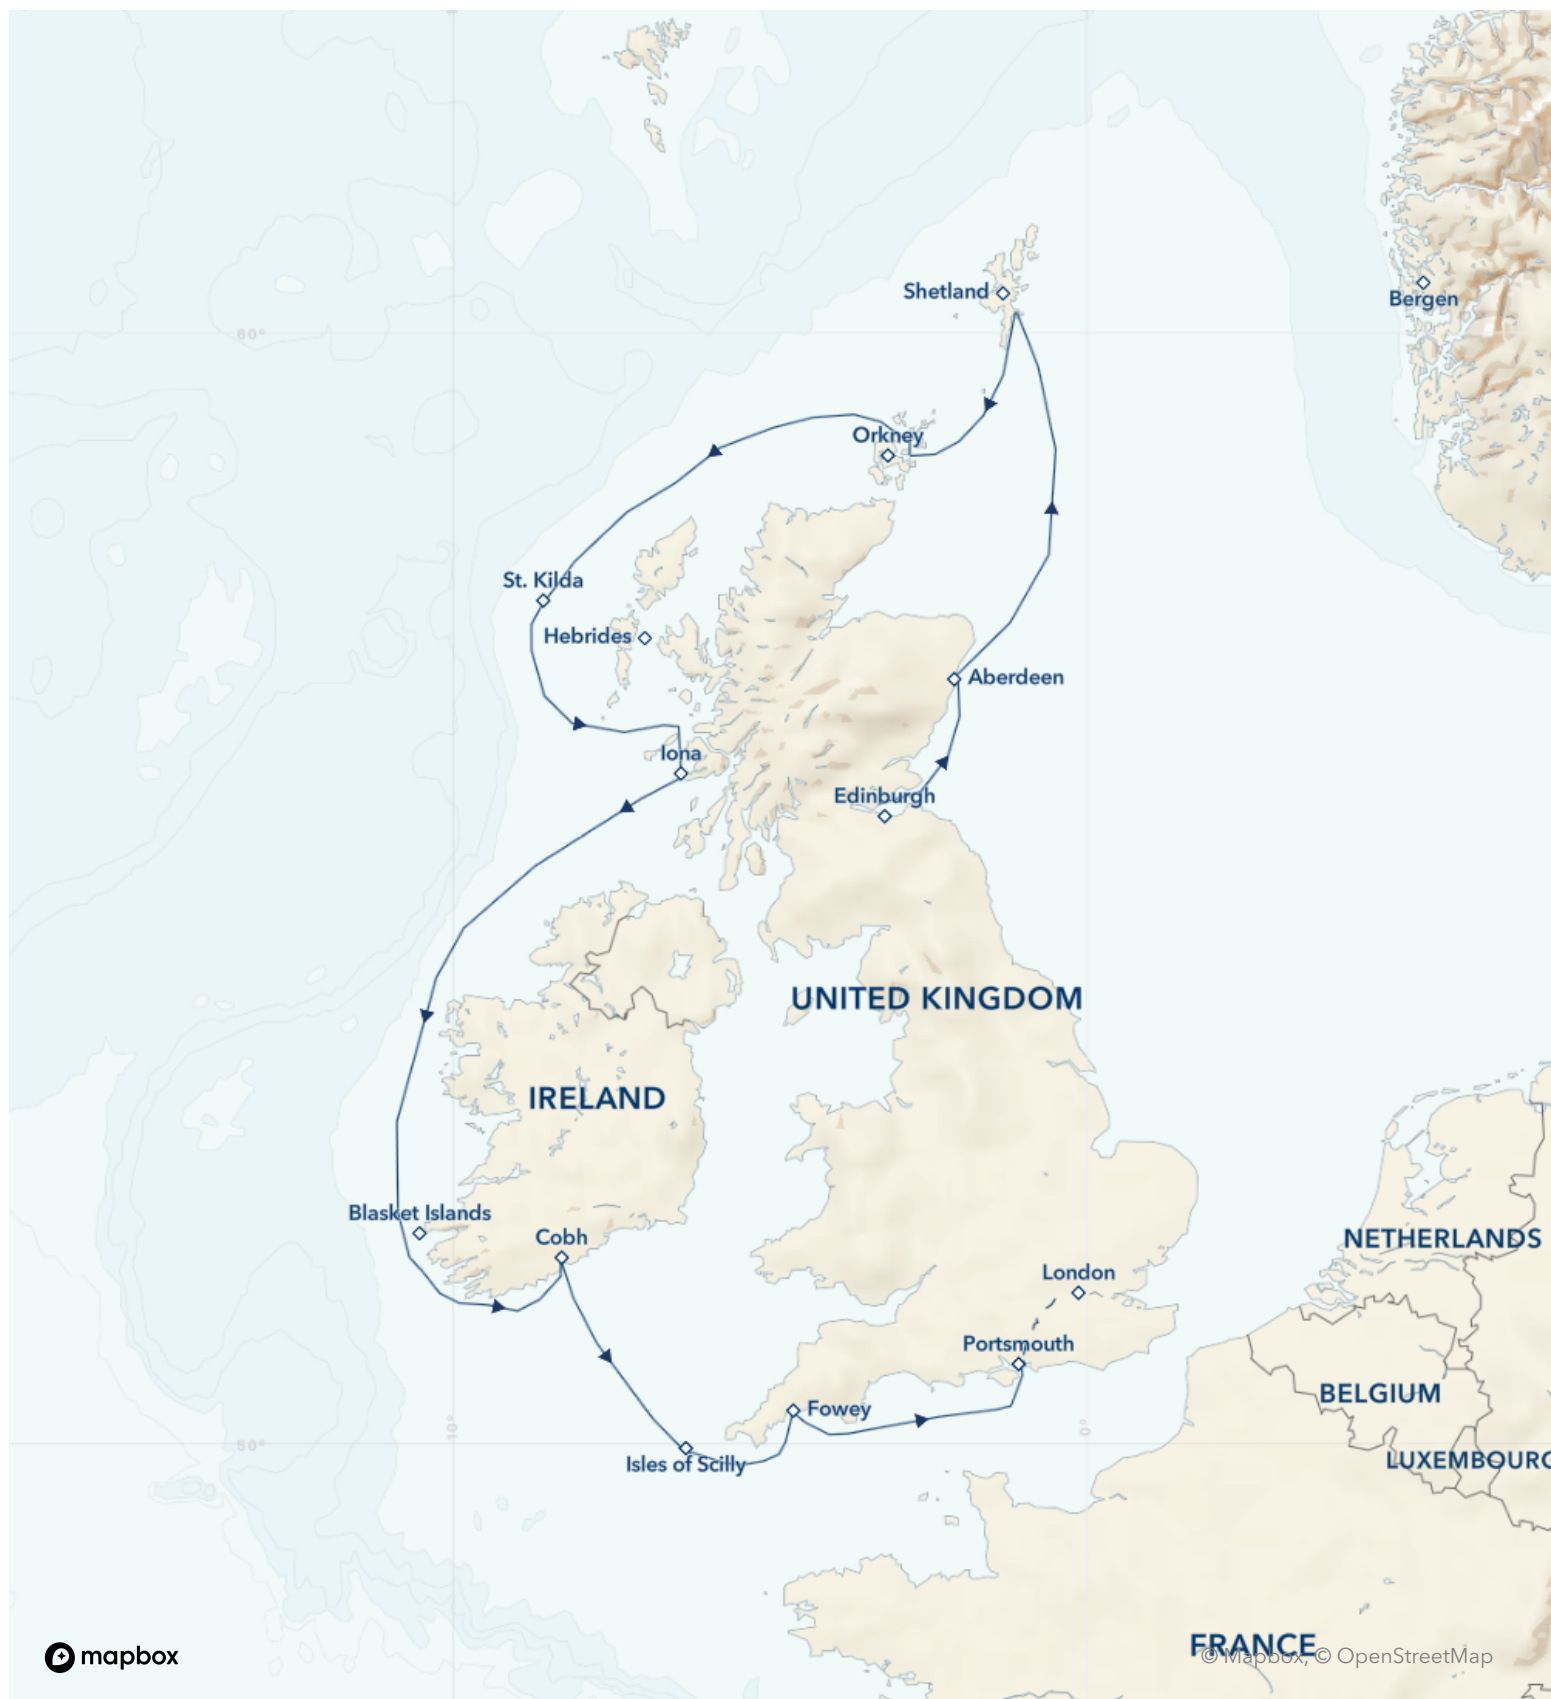 Shetland
Bergen
60°
Orkney
St. Kilda
Hebrides
Aberdeen
Iona
Edinburgh
UNITED KINGDOM
IRELAND
Blasket Islands
Cobh
NETHERLANDS
London
Portsmouth
BELGIUM
Fowey
10°
0°
50°
Isles of Scilly
LUXEMBOURG
FRANCE
mapbox
© Mapbox, © OpenStreetMap